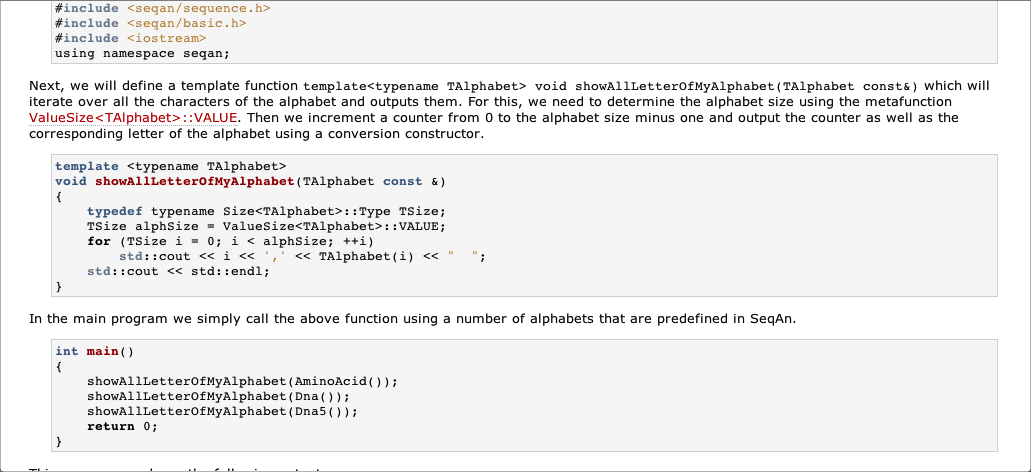 #include <seqan/sequence.h>
#include <seqan/basic.h>
#include <iostream>
using namespace seqan;
Next, we will define a template function template<typename TAlphabet> void showAllLetterOfMyAlphabet(TAlphabet const&) which will
iterate over all the characters of the alphabet and outputs them. For this, we need to determine the alphabet size using the metafunction
ValueSize<TAlphabet>::VALUE. Then we increment a counter from 0 to the alphabet size minus one and output the counter as well as the
corresponding letter of the alphabet using a conversion constructor.
template <typename TAlphabet>
void showAllLetterOfMyAlphabet(TAlphabet const &)
{
    typedef typename Size<TAlphabet>::Type TSize;
    TSize alphSize = ValueSize<TAlphabet>::VALUE;
    for (TSize i = 0; i < alphSize; ++i)
        std::cout << i << ',' << TAlphabet(i) << "  ";
    std::cout << std::endl;
}
In the main program we simply call the above function using a number of alphabets that are predefined in SeqAn.
int main()
{
    showAllLetterOfMyAlphabet(AminoAcid());
    showAllLetterOfMyAlphabet(Dna());
    showAllLetterOfMyAlphabet(Dna5());
    return 0;
}